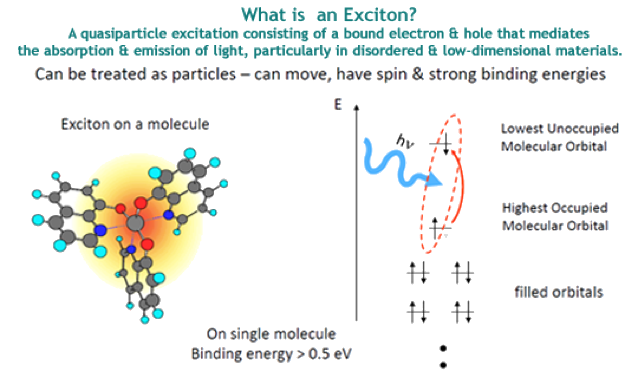 What is an Exciton?
A quasiparticle excitation consisting of a bound electron & hole that mediates
the absorption & emission of light, particularly in disordered & low-dimensional materials.
Can be treated as particles – can move, have spin & strong binding energies
Exciton on a molecule
E
hν
Lowest Unoccupied
Molecular Orbital
Highest Occupied
Molecular Orbital
filled orbitals
On single molecule
Binding energy > 0.5 eV